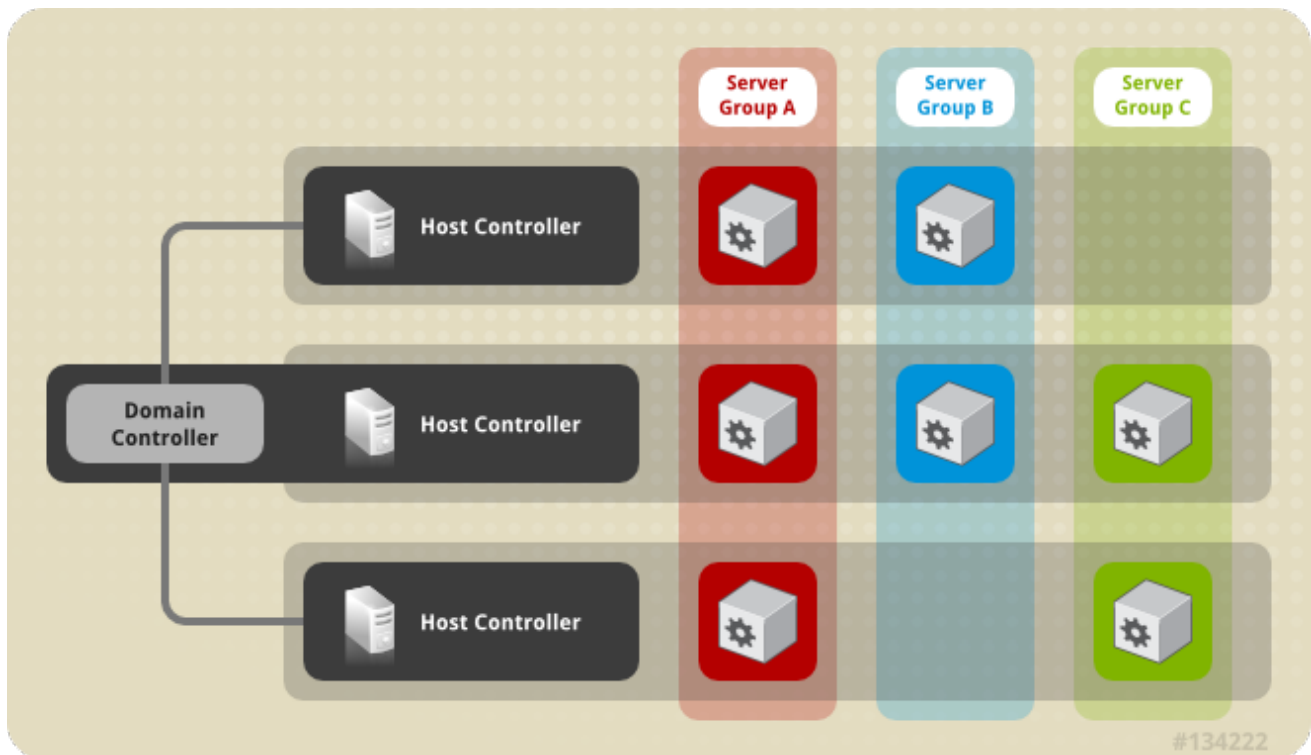 Server
Group A
Server
Group B
Server
Group C
Host Controller
Domain
Controller
Host Controller
Host Controller
#134222